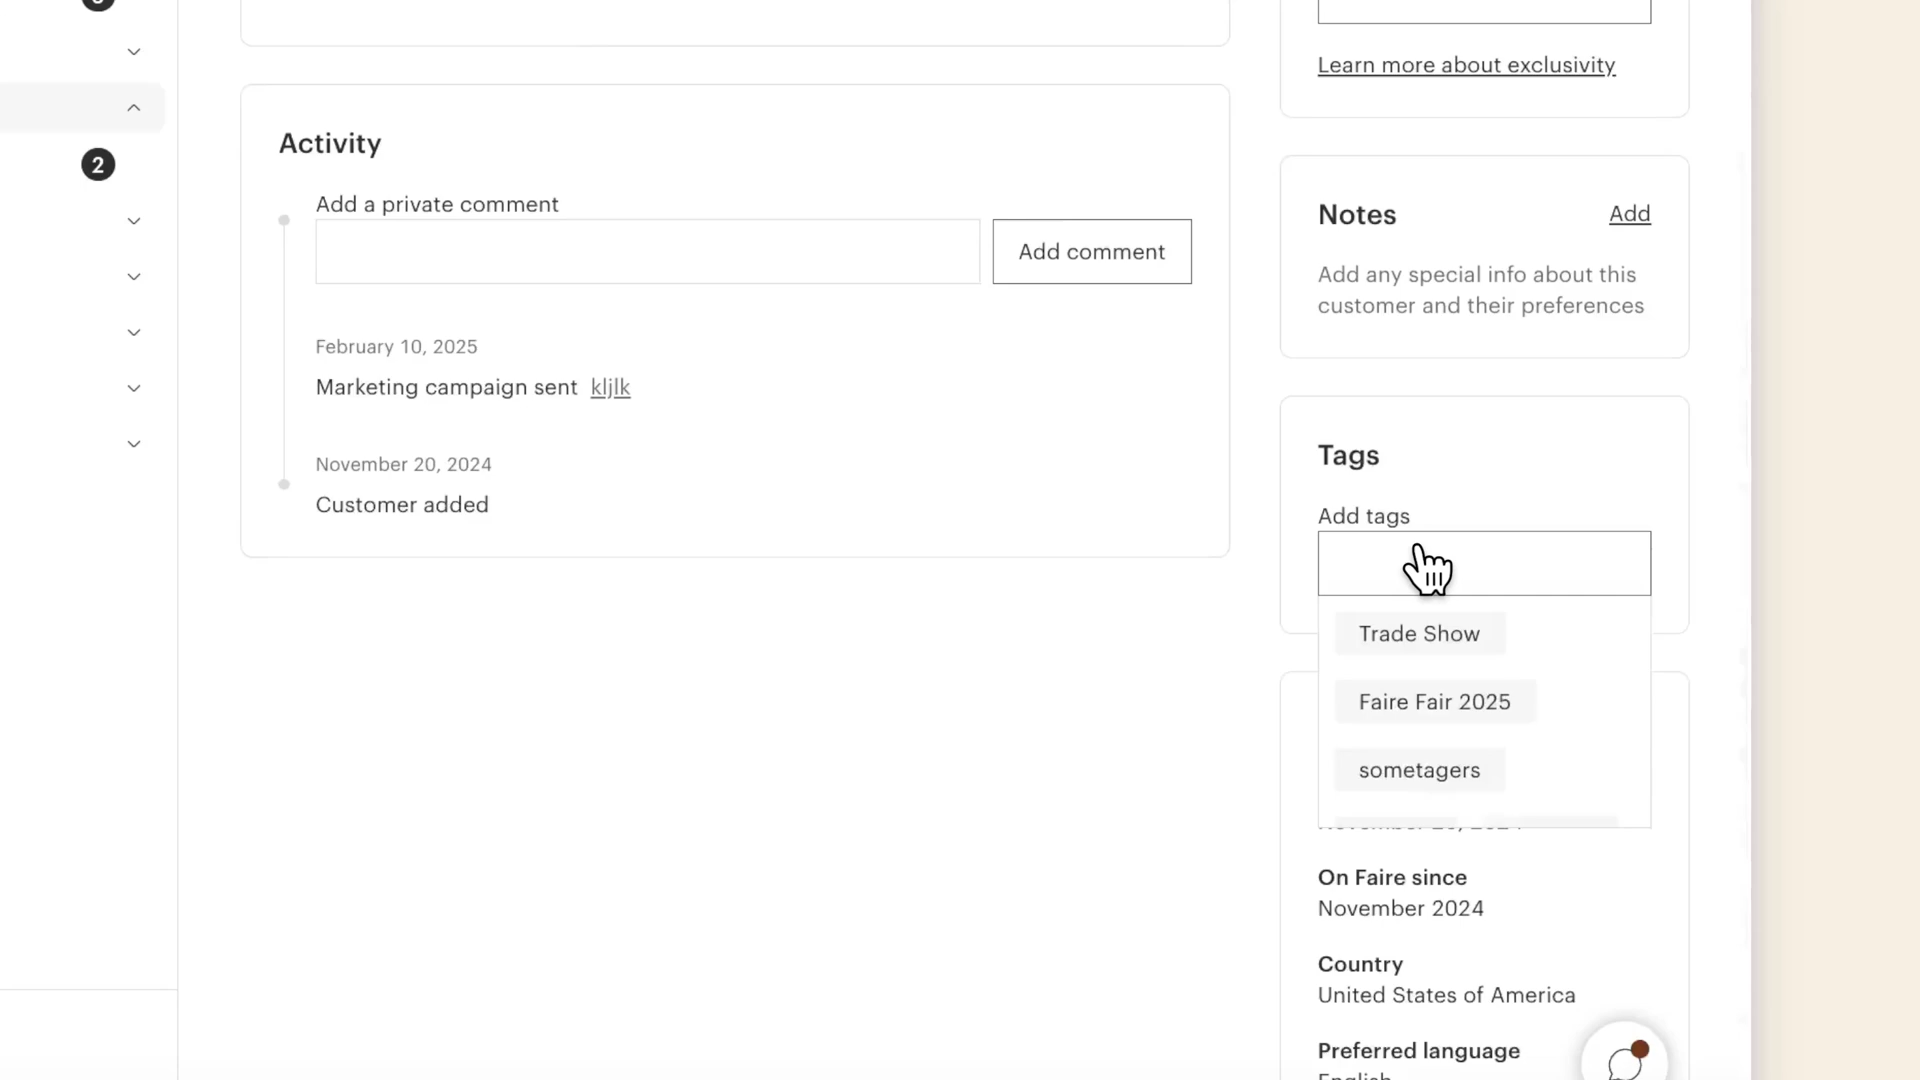 2
Activity
Add a private comment
Add comment
February 10, 2025
Marketing campaign sent kljlk
November 20, 2024
Customer added
Learn more about exclusivity
Notes
Add
Add any special info about this
customer and their preferences
Tags
Add tags
Trade Show
Faire Fair 2025
sometagers
On Faire since
November 2024
Country
United States of America
Preferred language
English